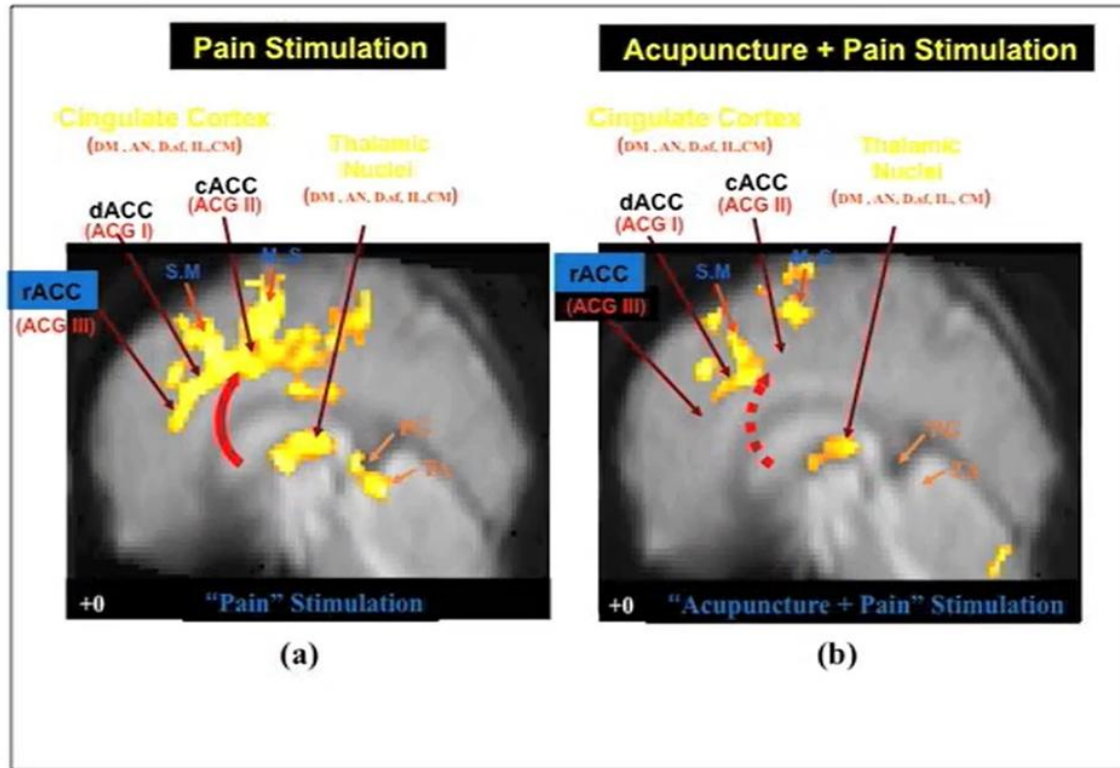 Pain Stimulation
Cingulate Cortex
(DM , AN, D.sf, IL, CM)
Thalamic
Nuclei
(DM , AN, D.sf, IL, CM)
cACC
(ACG II)
dACC
(ACG I)
M S
S.M
rACC
(ACG III)
+0
“Pain” Stimulation
(a)
Acupuncture + Pain Stimulation
Cingulate Cortex
(DM , AN, D.sf, IL, CM)
Thalamic
Nuclei
(DM , AN, D.sf, IL, CM)
cACC
(ACG II)
dACC
(ACG I)
S.M
rACC
(ACG III)
+0
“Acupuncture + Pain” Stimulation
(b)